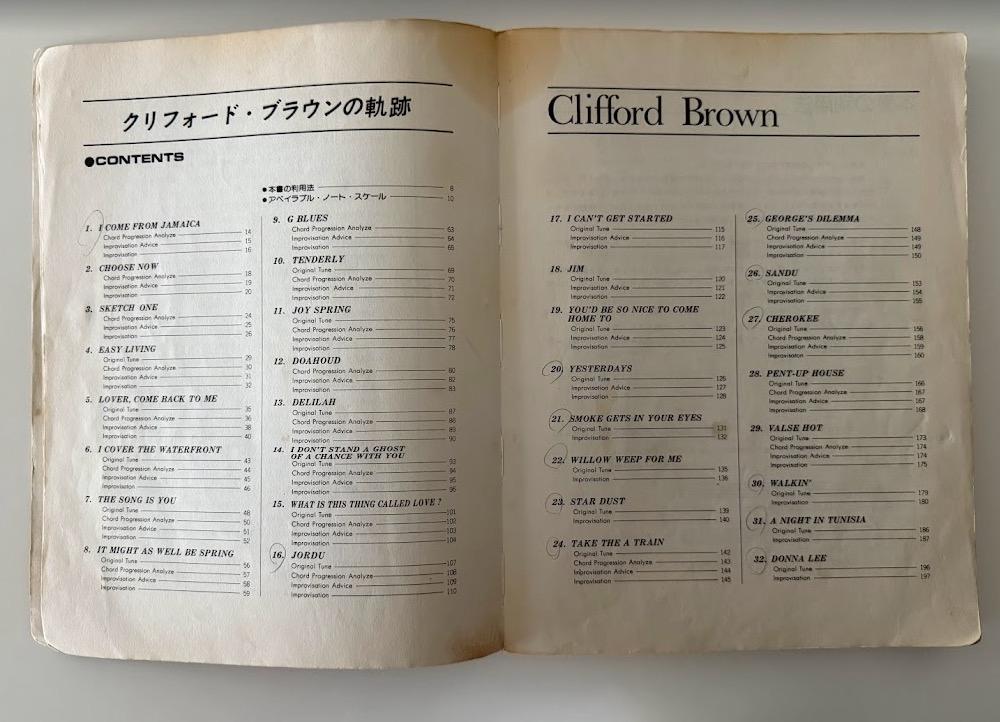 クリフォード・ブラウンの軌跡
●CONTENTS
●本■の利用法 8
●アベイラブル・ノート・スケール 10
1. I COME FROM JAMAICA
Chord Progression Analyze 14
Improvisation Advice 15
Improvisation 16
2. CHOOSE NOW
Chord Progression Analyze 18
Improvisation Advice 19
Improvisation 20
3. SKETCH ONE
Chord Progression Analyze 24
Improvisation Advice 25
Improvisation 26
4. EASY LIVING
Original Tune 29
Chord Progression Analyze 30
Improvisation Advice 31
Improvisation 32
5. LOVER, COME BACK TO ME
Original Tune 35
Chord Progression Analyze 36
Improvisation Advice 38
Improvisation 40
6. I COVER THE WATERFRONT
Original Tune 43
Chord Progression Analyze 44
Improvisation Advice 45
Improvisation 46
7. THE SONG IS YOU
Original Tune 48
Chord Progression Analyze 50
Improvisation Advice 51
Improvisation 52
8. IT MIGHT AS WELL BE SPRING
Original Tune 56
Chord Progression Analyze 57
Improvisation Advice 58
Improvisation 59
9. G BLUES
Chord Progression Analyze 63
Improvisation Advice 64
Improvisation 65
10. TENDERLY
Original Tune 69
Chord Progression Analyze 70
Improvisation Advice 71
Improvisation 72
11. JOY SPRING
Original Tune 75
Chord Progression Analyze 76
Improvisation Advice 77
Improvisation 78
12. DOAHOUD
Original Tune 80
Chord Progression Analyze 82
Improvisation Advice 82
Improvisation 83
13. DELILAH
Original Tune 87
Chord Progression Analyze 88
Improvisation Advice 89
Improvisation 90
14. I DON'T STAND A GHOST
OF A CHANCE WITH YOU
Original Tune 93
Chord Progression Analyze 94
Improvisation Advice 95
Improvisation 96
15. WHAT IS THIS THING CALLED LOVE?
Original Tune 101
Chord Progression Analyze 102
Improvisation Advice 103
Improvisation 104
16. JORDU
Original Tune 107
Chord Progression Analyze 108
Improvisation Advice 109
Improvisation 110
Clifford Brown
17. I CAN'T GET STARTED
Original Tune 115
Improvisation Advice 116
Improvisation 117
18. JIM
Original Tune 120
Improvisation Advice 121
Improvisation 122
19. YOU'D BE SO NICE TO COME
HOME TO
Original Tune 123
Improvisation Advice 124
Improvisation 125
20. YESTERDAYS
Original Tune 126
Improvisation Advice 127
Improvisation 128
21. SMOKE GETS IN YOUR EYES
Original Tune 131
Improvisation 132
22. WILLOW WEEP FOR ME
Original Tune 135
Improvisation 136
23. STAR DUST
Original Tune 139
Improvisation 140
24. TAKE THE A TRAIN
Original Tune 142
Chord Progression Analyze 143
Improvisation Advice 144
Improvisation 145
25. GEORGE'S DILEMMA
Original Tune 148
Chord Progression Analyze 149
Improvisation Advice 149
Improvisation 150
26. SANDU
Original Tune 153
Improvisation Advice 154
Improvisation 155
27. CHEROKEE
Original Tune 156
Chord Progression Analyze 158
Improvisation Advice 159
Improvisation 160
28. PENT-UP HOUSE
Original Tune 166
Chord Progression Analyze 167
Improvisation Advice 167
Improvisation 168
29. VALSE HOT
Original Tune 173
Chord Progression Analyze 174
Improvisation Advice 174
Improvisation 175
30. WALKIN'
Original Tune 179
Improvisation 180
31. A NIGHT IN TUNISIA
Original Tune 186
Improvisation 187
32. DONNA LEE
Original Tune 196
Improvisation 197